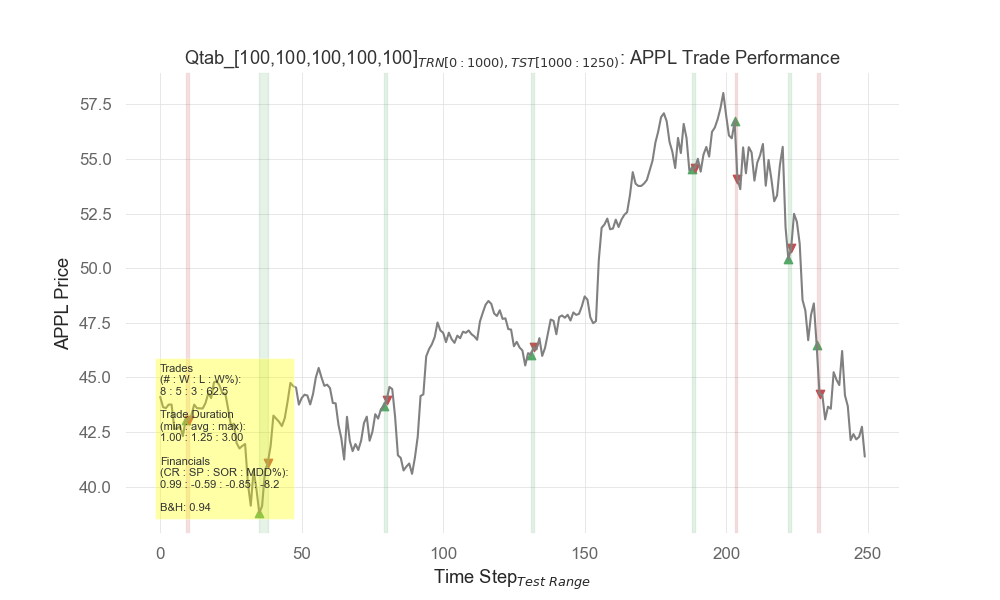 Qtab_[100,100,100,100,100]TRN[0 : 1000), TST[1000 : 1250) : APPL Trade Performance
57.5
55.0
52.5
50.0
47.5
45.0
42.5
40.0
APPL Price
Trades
(# : W : L : W%):
8 : 5 : 3 : 62.5
Trade Duration
(min : avg : max):
1.00 : 1.25 : 3.00
Financials
(CR : SP : SOR : MDD%):
0.99 : -0.59 : -0.85 : -8.2
B&H: 0.94
0 50 100 150 200 250
Time StepTest Range